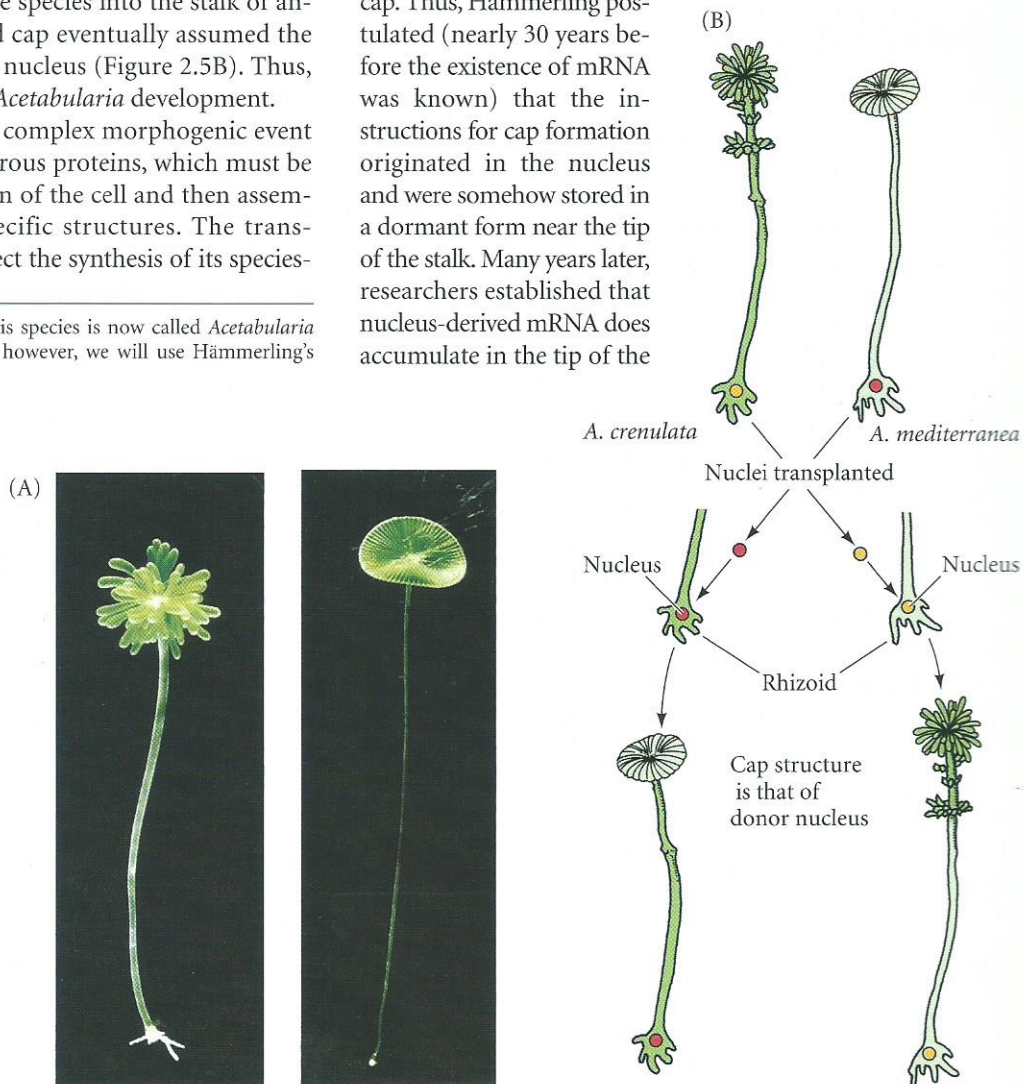 e species into the stalk of an-
d cap eventually assumed the
nucleus (Figure 2.5B). Thus,
Acetabularia development.
complex morphogenic event
rous proteins, which must be
n of the cell and then assem-
ecific structures. The trans-
ect the synthesis of its species-
is species is now called Acetabularia
however, we will use Hämmerling's
cap. Thus, Hämmerling pos-
tulated (nearly 30 years be-
fore the existence of mRNA
was known) that the in-
structions for cap formation
originated in the nucleus
and were somehow stored in
a dormant form near the tip
of the stalk. Many years later,
researchers established that
nucleus-derived mRNA does
accumulate in the tip of the
(A)
(B)
A. crenulata
A. mediterranea
Nuclei transplanted
Nucleus
Nucleus
Rhizoid
Cap structure
is that of
donor nucleus